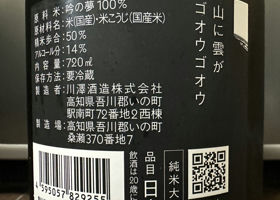 原料米:吟の夢100%
原材料名:米(国産)・米こうじ(国産米)
精米歩合:50%
アルコール分:14%
内容量:720㎖
保存方法:要冷蔵
製造者:川澤酒造株式会社
高知県吾川郡いの町
駅南町72番地2西棟
製造場:高知県吾川郡いの町
桑瀬370番地7
山に雲が
ゴオウゴオウ
純米大
品目 日
飲酒は20歳に
4595057829255